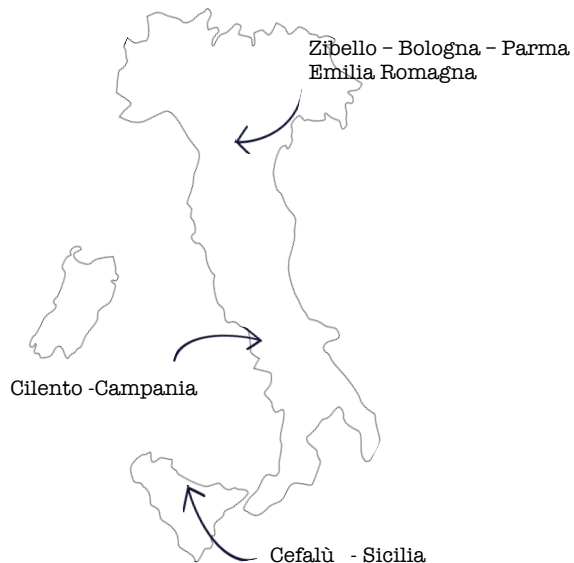 Zibello – Bologna – Parma
Emilia Romagna
Cilento -Campania
Cefalù - Sicilia